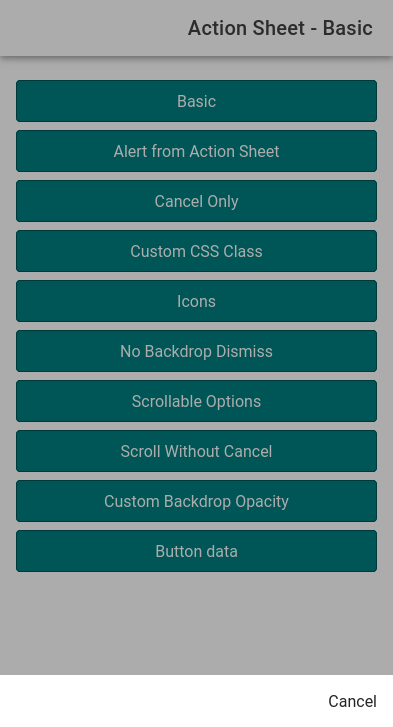 Action Sheet - Basic
Basic
Alert from Action Sheet
Cancel Only
Custom CSS Class
Icons
No Backdrop Dismiss
Scrollable Options
Scroll Without Cancel
Custom Backdrop Opacity
Button data
Cancel